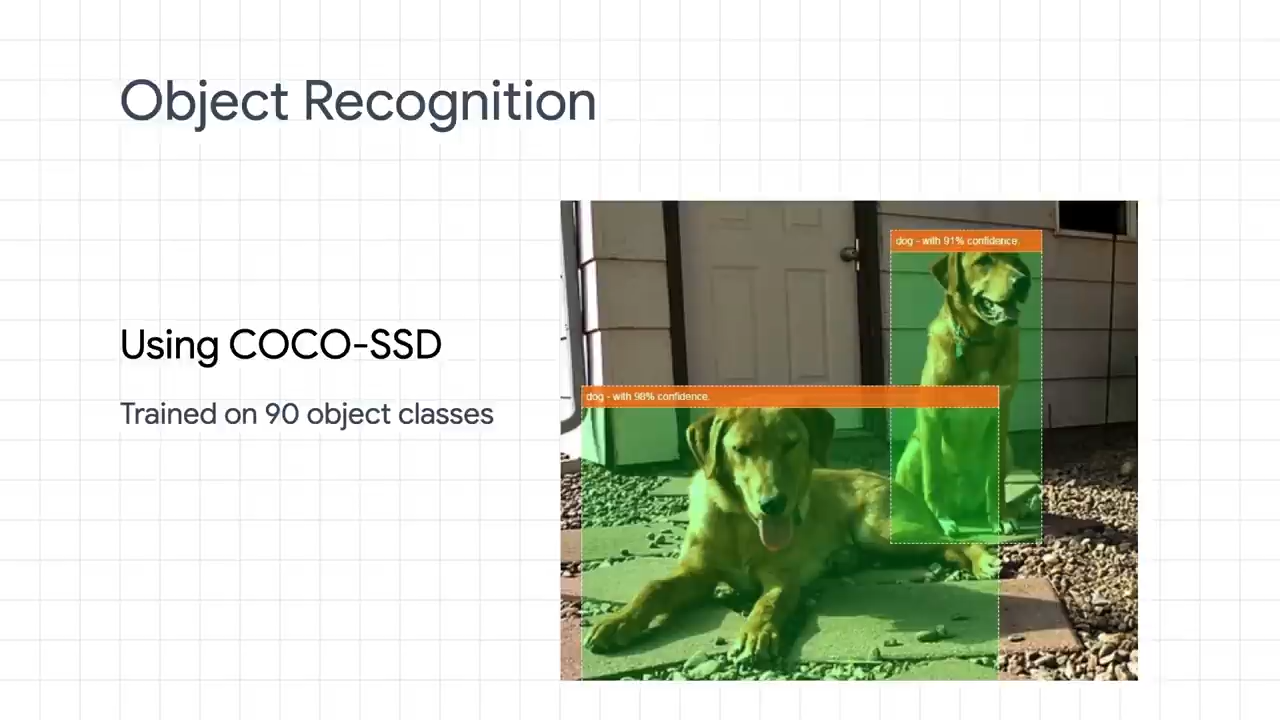 Object Recognition
Using COCO-SSD
Trained on 90 object classes
dog - with 91% confidence.
dog - with 98% confidence.